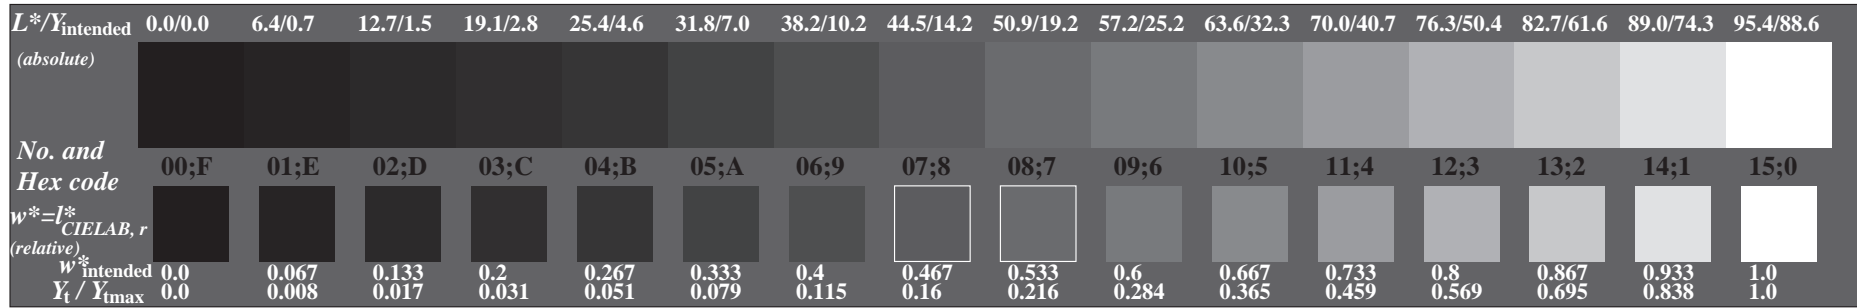 L*/Yintended 0.0/0.0 6.4/0.7 12.7/1.5 19.1/2.8 25.4/4.6 31.8/7.0 38.2/10.2 44.5/14.2 50.9/19.2 57.2/25.2 63.6/32.3 70.0/40.7 76.3/50.4 82.7/61.6 89.0/74.3 95.4/88.6
(absolute)
No. and
Hex code 00;F 01;E 02;D 03;C 04;B 05;A 06;9 07;8 08;7 09;6 10;5 11;4 12;3 13;2 14;1 15;0
w*=l*CIELAB, r
(relative)
w*intended 0.0 0.067 0.133 0.2 0.267 0.333 0.4 0.467 0.533 0.6 0.667 0.733 0.8 0.867 0.933 1.0
Yt / Ytmax 0.0 0.008 0.017 0.031 0.051 0.079 0.115 0.16 0.216 0.284 0.365 0.459 0.569 0.695 0.838 1.0